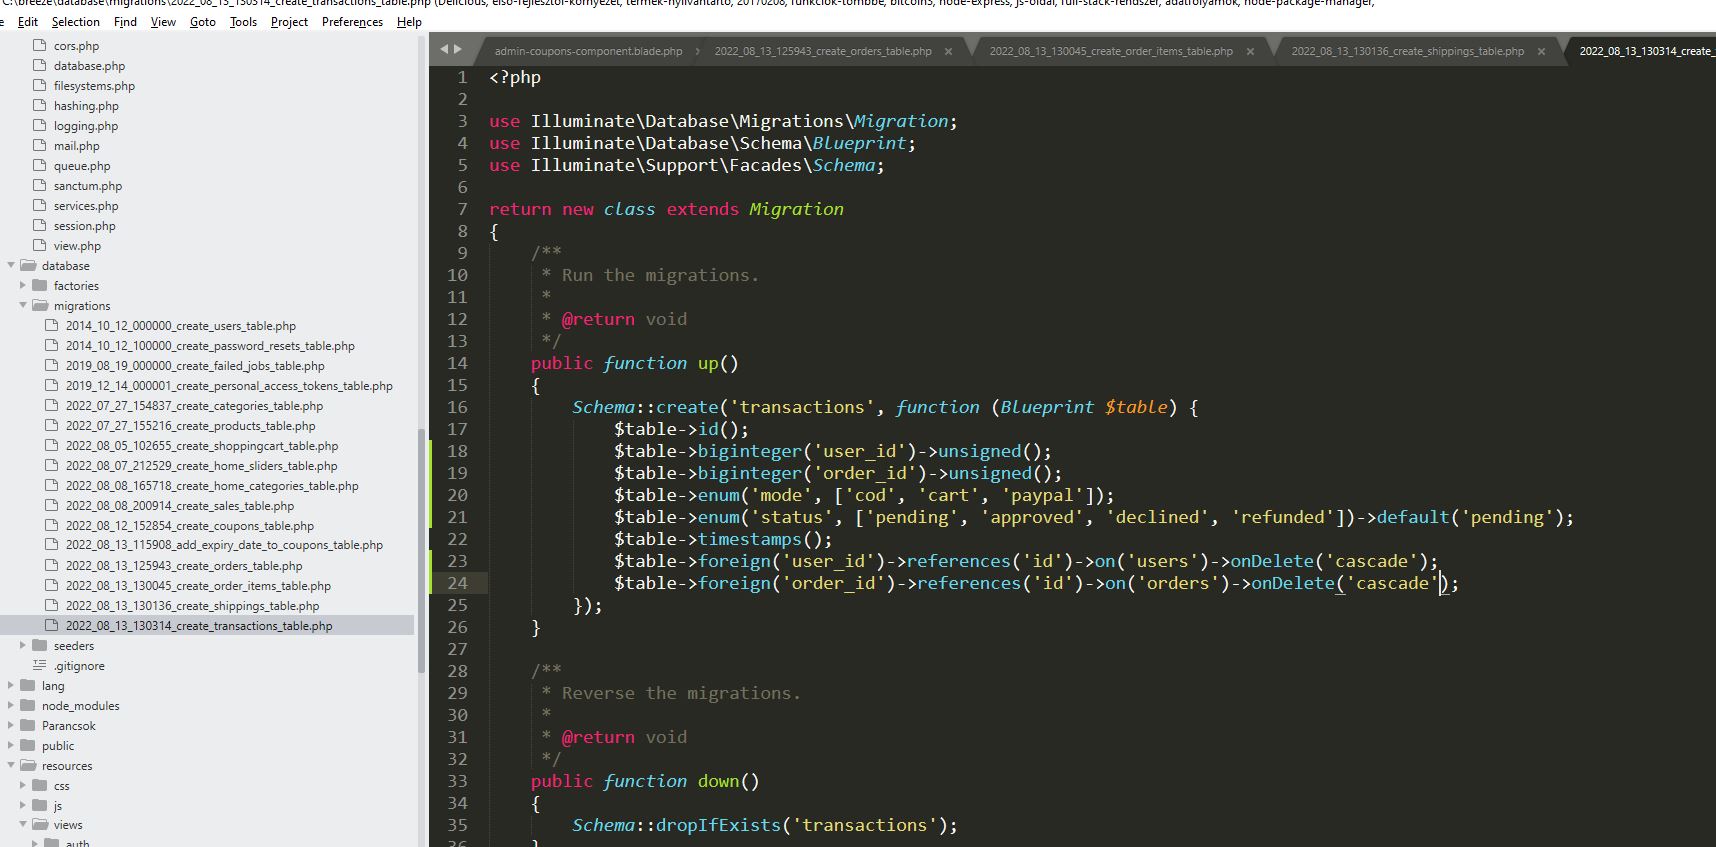 C:\breeze\database\migrations\2022_08_13_130314_create_transactions_table.php (Delicious, elso-fejlesztoi-kornyezet, termek-nyilvantarto, 20170208, funkciok-tombbe, bitcoin3, node-express, js-oldal, full-stack-rendszer, adatfolyamok, node-package-manager,
e Edit Selection Find View Goto Tools Project Preferences Help
cors.php
database.php
filesystems.php
hashing.php
logging.php
mail.php
queue.php
sanctum.php
services.php
session.php
view.php
database
factories
migrations
2014_10_12_000000_create_users_table.php
2014_10_12_100000_create_password_resets_table.php
2019_08_19_000000_create_failed_jobs_table.php
2019_12_14_000001_create_personal_access_tokens_table.php
2022_07_27_154837_create_categories_table.php
2022_07_27_155216_create_products_table.php
2022_08_05_102655_create_shoppingcart_table.php
2022_08_07_212529_create_home_sliders_table.php
2022_08_08_165718_create_home_categories_table.php
2022_08_08_200914_create_sales_table.php
2022_08_12_152854_create_coupons_table.php
2022_08_13_115908_add_expiry_date_to_coupons_table.php
2022_08_13_125943_create_orders_table.php
2022_08_13_130045_create_order_items_table.php
2022_08_13_130136_create_shippings_table.php
2022_08_13_130314_create_transactions_table.php
seeders
.gitignore
lang
node_modules
Parancsok
public
resources
css
js
views
auth
admin-coupons-component.blade.php × 2022_08_13_125943_create_orders_table.php × 2022_08_13_130045_create_order_items_table.php × 2022_08_13_130136_create_shippings_table.php × 2022_08_13_130314_create_
1 <?php
2
3 use Illuminate\Database\Migrations\Migration;
4 use Illuminate\Database\Schema\Blueprint;
5 use Illuminate\Support\Facades\Schema;
6
7 return new class extends Migration
8 {
9 /**
10 * Run the migrations.
11 *
12 * @return void
13 */
14 public function up()
15 {
16 Schema::create('transactions', function (Blueprint $table) {
17 $table->id();
18 $table->biginteger('user_id')->unsigned();
19 $table->biginteger('order_id')->unsigned();
20 $table->enum('mode', ['cod', 'cart', 'paypal']);
21 $table->enum('status', ['pending', 'approved', 'declined', 'refunded'])->default('pending');
22 $table->timestamps();
23 $table->foreign('user_id')->references('id')->on('users')->onDelete('cascade');
24 $table->foreign('order_id')->references('id')->on('orders')->onDelete('cascade');
25 });
26 }
27
28 /**
29 * Reverse the migrations.
30 *
31 * @return void
32 */
33 public function down()
34 {
35 Schema::dropIfExists('transactions');
36 }